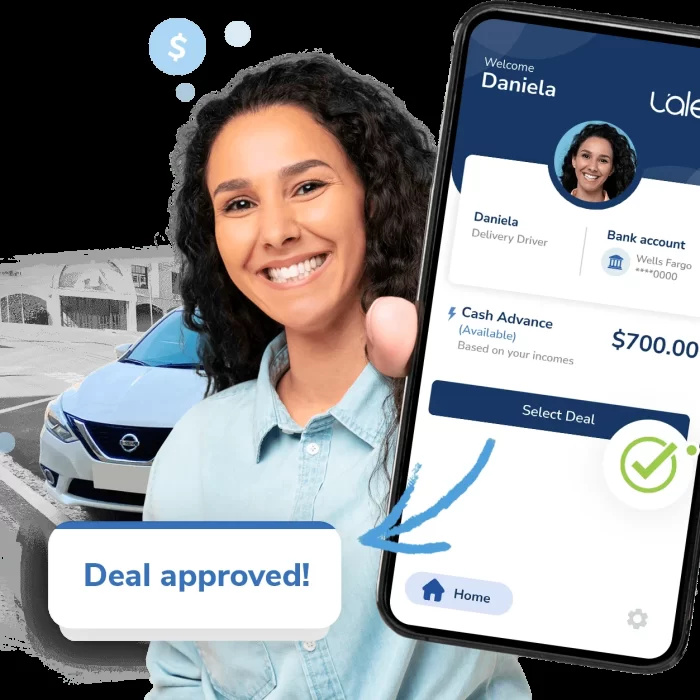 $
Welcome
Daniela
Daniela
Delivery Driver
Bank account
Wells Fargo
****0000
Cash Advance
(Available)
Based on your incomes
$700.00
Select Deal
Deal approved!
Home